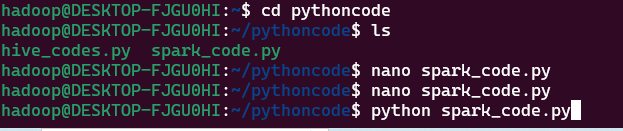 hadoop@DESKTOP-FJGU0HI:~$ cd pythoncode
hadoop@DESKTOP-FJGU0HI:~/pythoncode$ ls
hive_codes.py  spark_code.py
hadoop@DESKTOP-FJGU0HI:~/pythoncode$ nano spark_code.py
hadoop@DESKTOP-FJGU0HI:~/pythoncode$ nano spark_code.py
hadoop@DESKTOP-FJGU0HI:~/pythoncode$ python spark_code.py